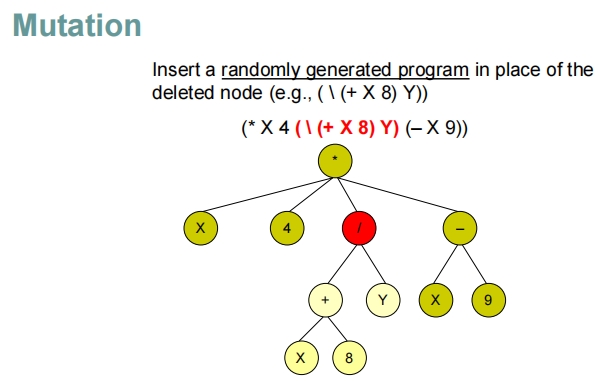 Mutation
Insert a randomly generated program in place of the
deleted node (e.g., ( \ (+ X 8) Y))
(* X 4 ( \ (+ X 8) Y) (– X 9))
*
X 4 / –
+ Y X 9
X 8